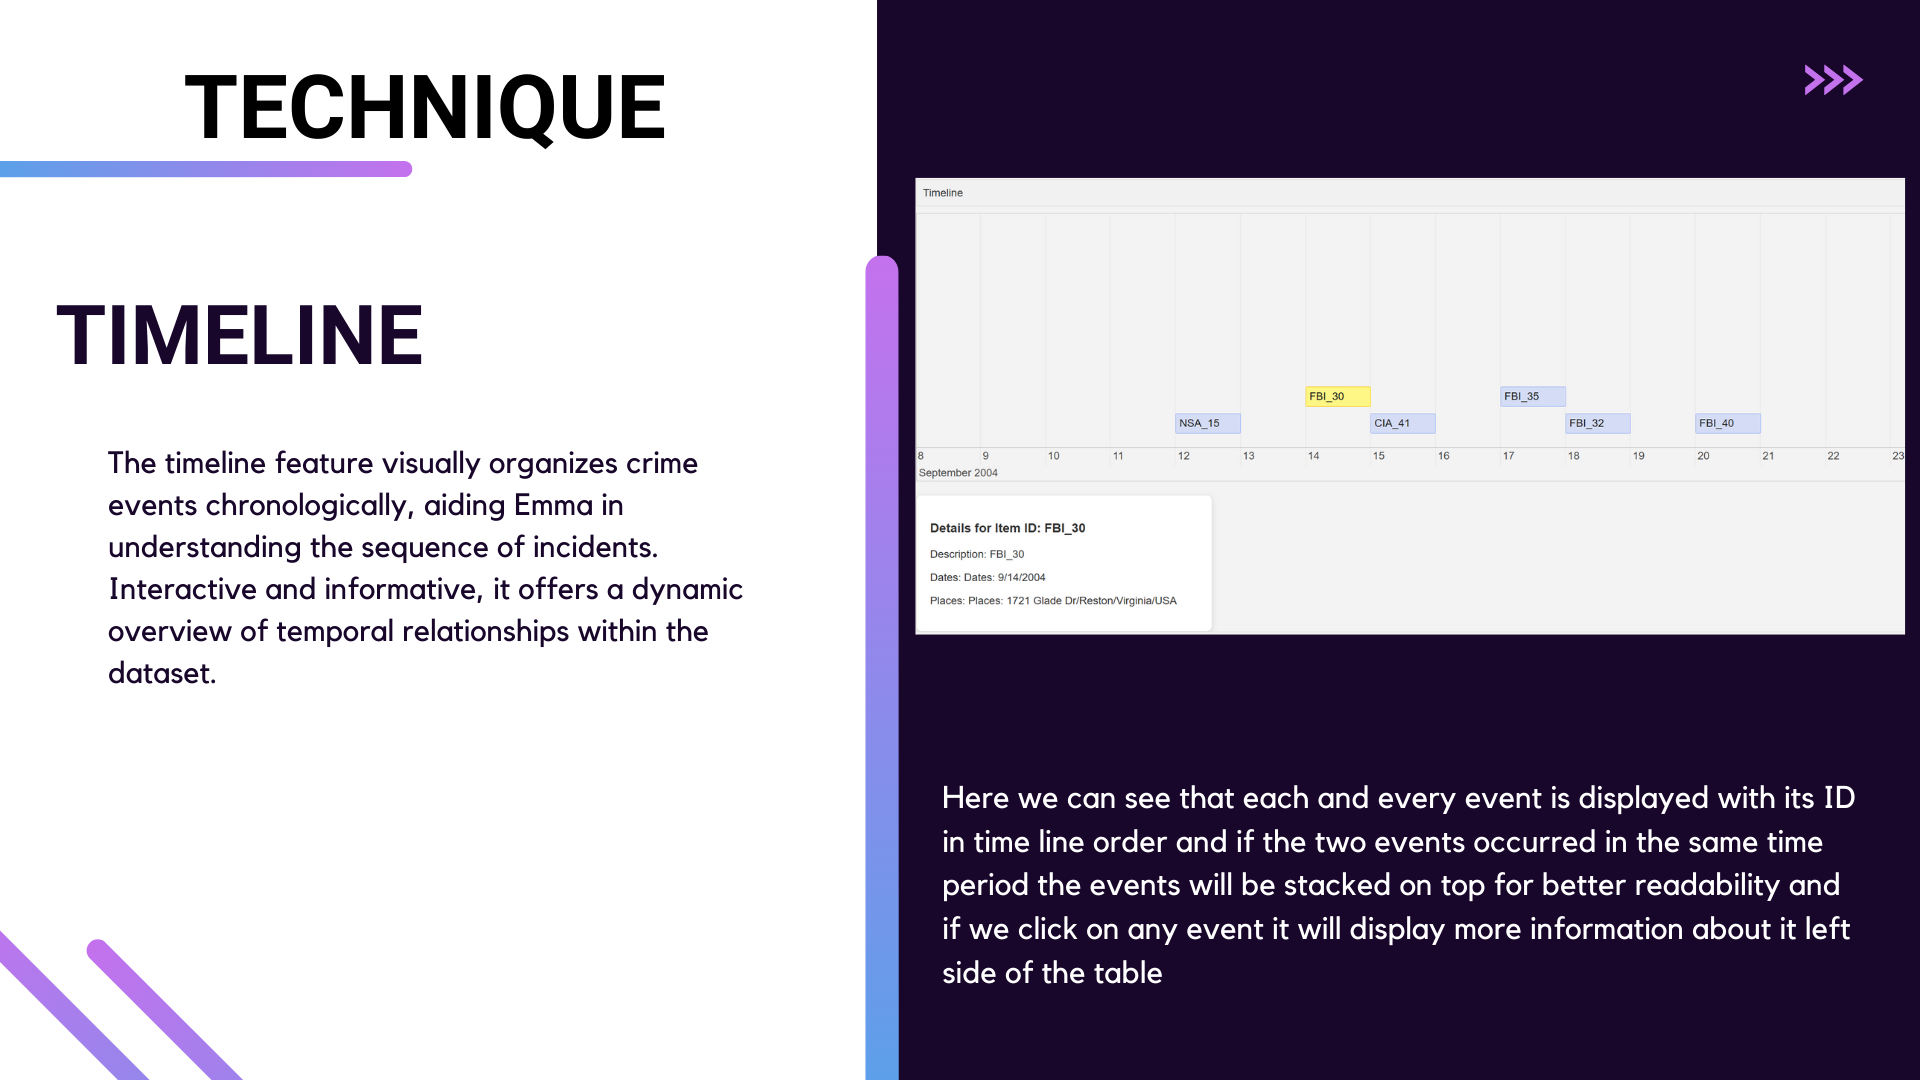 TECHNIQUE
TIMELINE
The timeline feature visually organizes crime
events chronologically, aiding Emma in
understanding the sequence of incidents.
Interactive and informative, it offers a dynamic
overview of temporal relationships within the
dataset.
Timeline
FBI_30
FBI_35
NSA_15
CIA_41
FBI_32
FBI_40
8 9 10 11 12 13 14 15 16 17 18 19 20 21 22 23
September 2004
Details for Item ID: FBI_30
Description: FBI_30
Dates: Dates: 9/14/2004
Places: Places: 1721 Glade Dr/Reston/Virginia/USA
Here we can see that each and every event is displayed with its ID
in time line order and if the two events occurred in the same time
period the events will be stacked on top for better readability and
if we click on any event it will display more information about it left
side of the table